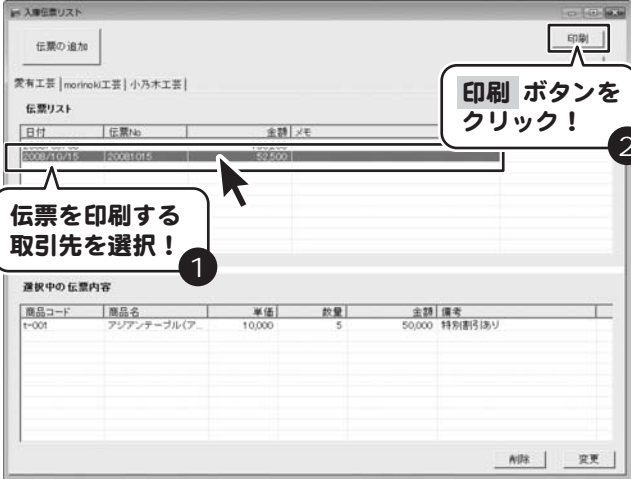 入庫伝票リスト
伝票の追加
印刷
愛有工芸 morinoki工芸 小乃木工芸
伝票リスト
印刷 ボタンを
クリック！
2
日付 伝票No 金額 メモ
2008/10/15 20081015 52,500
伝票を印刷する
取引先を選択！
1
選択中の伝票内容
商品コード 商品名 単価 数量 金額 備考
t-001 アジアンテーブル(ア... 10,000 5 50,000 特別割引あり
削除 変更